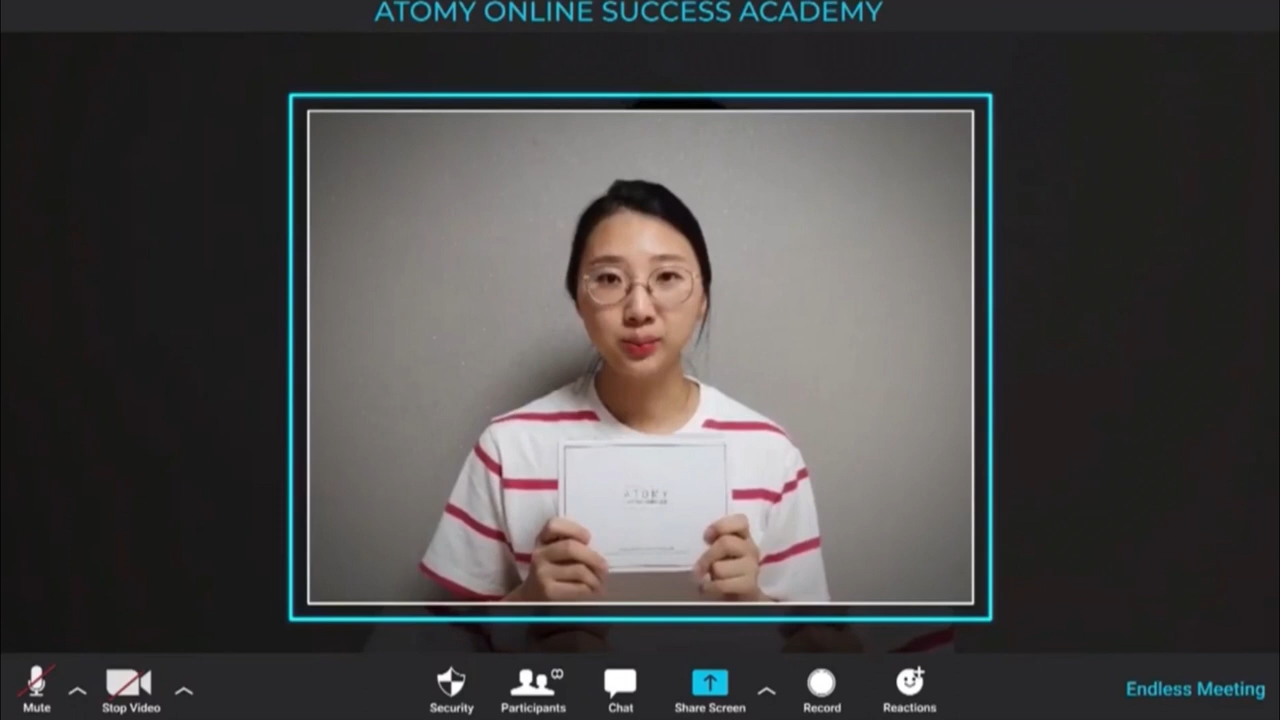 ATOMY ONLINE SUCCESS ACADEMY
ATOMY
Mute
Stop Video
Security
Participants
Chat
Share Screen
Record
Reactions
Endless Meeting